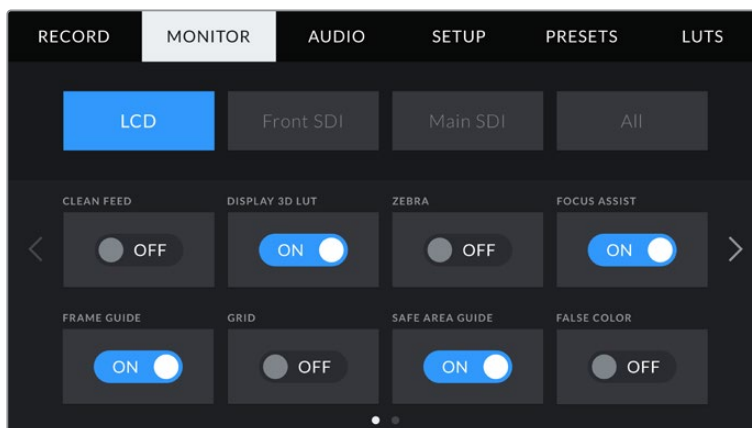 RECORD MONITOR AUDIO SETUP PRESETS LUTS
LCD Front SDI Main SDI All
CLEAN FEED DISPLAY 3D LUT ZEBRA FOCUS ASSIST
OFF ON OFF ON
FRAME GUIDE GRID SAFE AREA GUIDE FALSE COLOR
ON OFF ON OFF